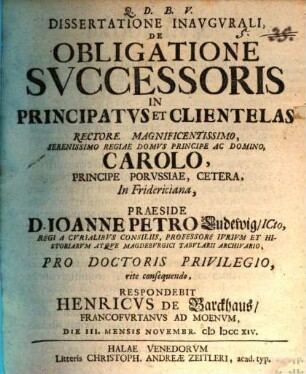 Q. D. B. V.
DISSERTATIONE INAVGVRALI,
DE
OBLIGATIONE
SVCCESSORIS
IN
PRINCIPATVS ET CLIENTELAS
RECTORE MAGNIFICENTISSIMO,
SERENISSIMO REGIAE DOMVS PRINCIPE AC DOMINO,
CAROLO,
PRINCIPE PORVSSIAE, CETERA,
In Fridericiana,
PRAESIDE
D. IOANNE PETRO Ludewig/ ICto,
REGI A CVRIALIBVS CONSILIIS, PROFESSORE IVRIVM ET HI-
STORIARVM ATQVE MAGDEBVRGICI TABVLARII ARCHIVARIO,
PRO DOCTORIS PRIVILEGIO,
rite consequendo,
RESPONDEBIT
HENRICVS DE Barckhaus/
FRANCOFVRTANVS AD MOENVM,
DIE III. MENSIS NOVEMBR. cIↄ Iↄcc XIV.
HALAE VENEDORVM
Litteris CHRISTOPH. ANDREÆ ZEITLERI, acad. typ.